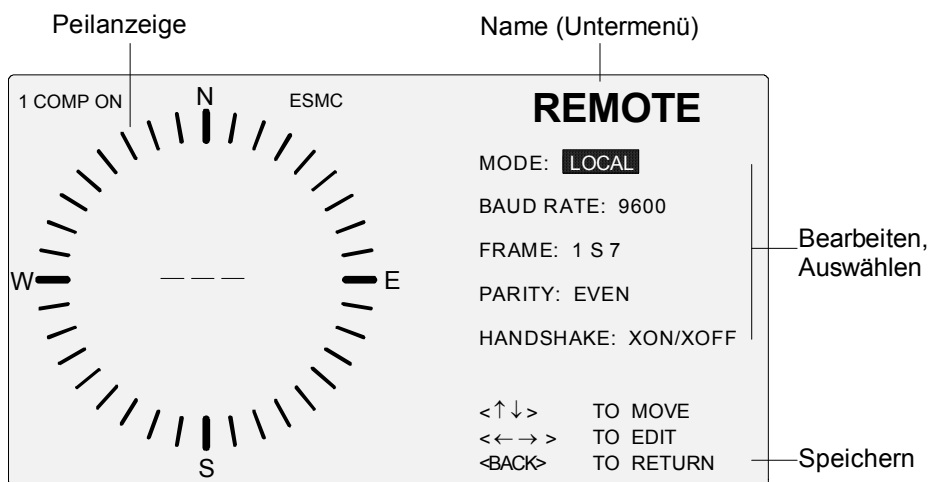 Peilanzeige
Name (Untermenü)
1 COMP ON
N
ESMC
REMOTE
MODE: LOCAL
BAUD RATE: 9600
FRAME: 1 S 7
PARITY: EVEN
HANDSHAKE: XON/XOFF
Bearbeiten,
Auswählen
W
– – –
E
S
<↑↓> TO MOVE
<←→ > TO EDIT
<BACK> TO RETURN
Speichern